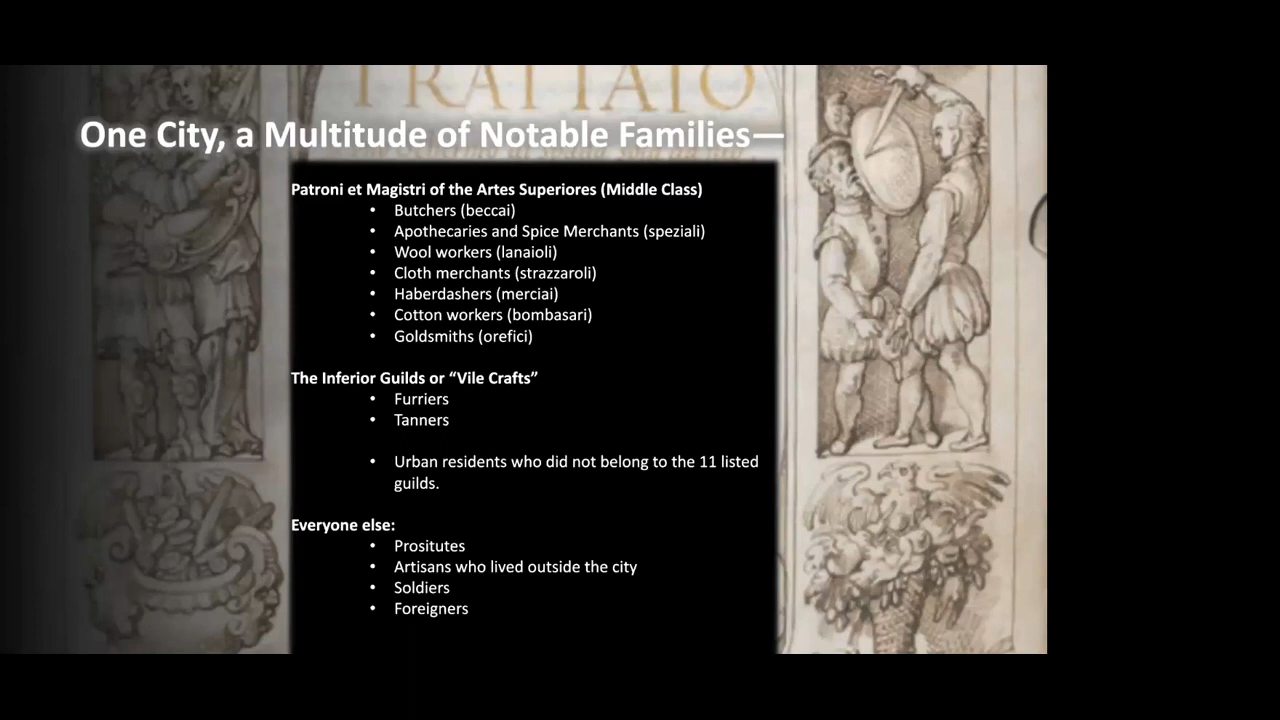 TRATTATO
One City, a Multitude of Notable Families—
Patroni et Magistri of the Artes Superiores (Middle Class)
• Butchers (beccai)
• Apothecaries and Spice Merchants (speziali)
• Wool workers (lanaioli)
• Cloth merchants (strazzaroli)
• Haberdashers (merciai)
• Cotton workers (bombasari)
• Goldsmiths (orefici)
The Inferior Guilds or “Vile Crafts”
• Furriers
• Tanners
• Urban residents who did not belong to the 11 listed
guilds.
Everyone else:
• Prositutes
• Artisans who lived outside the city
• Soldiers
• Foreigners